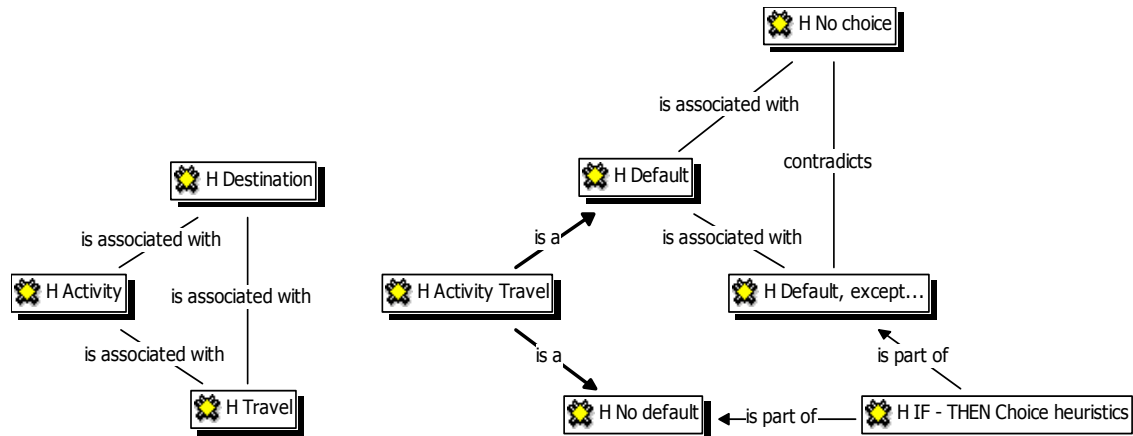 H No choice
is associated with
contradicts
H Destination
H Default
is associated with
is a
is associated with
H Activity
is associated with
H Activity Travel
H Default, except...
is associated with
is a
is part of
H Travel
H No default
is part of
H IF - THEN Choice heuristics